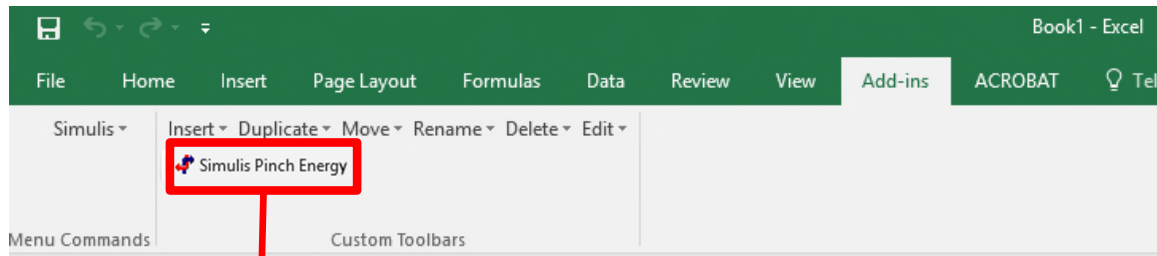 Book1 - Excel
File Home Insert Page Layout Formulas Data Review View Add-ins ACROBAT Tel
Simulis Insert Duplicate Move Rename Delete Edit
Simulis Pinch Energy
Menu Commands Custom Toolbars